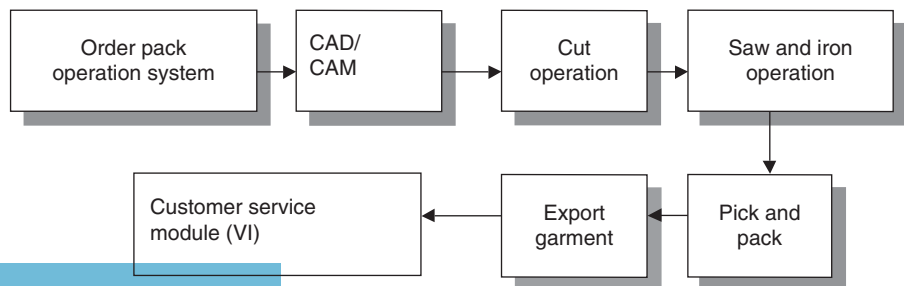 Order pack
operation system
CAD/
CAM
Cut
operation
Saw and iron
operation
Customer service
module (VI)
Export
garment
Pick and
pack